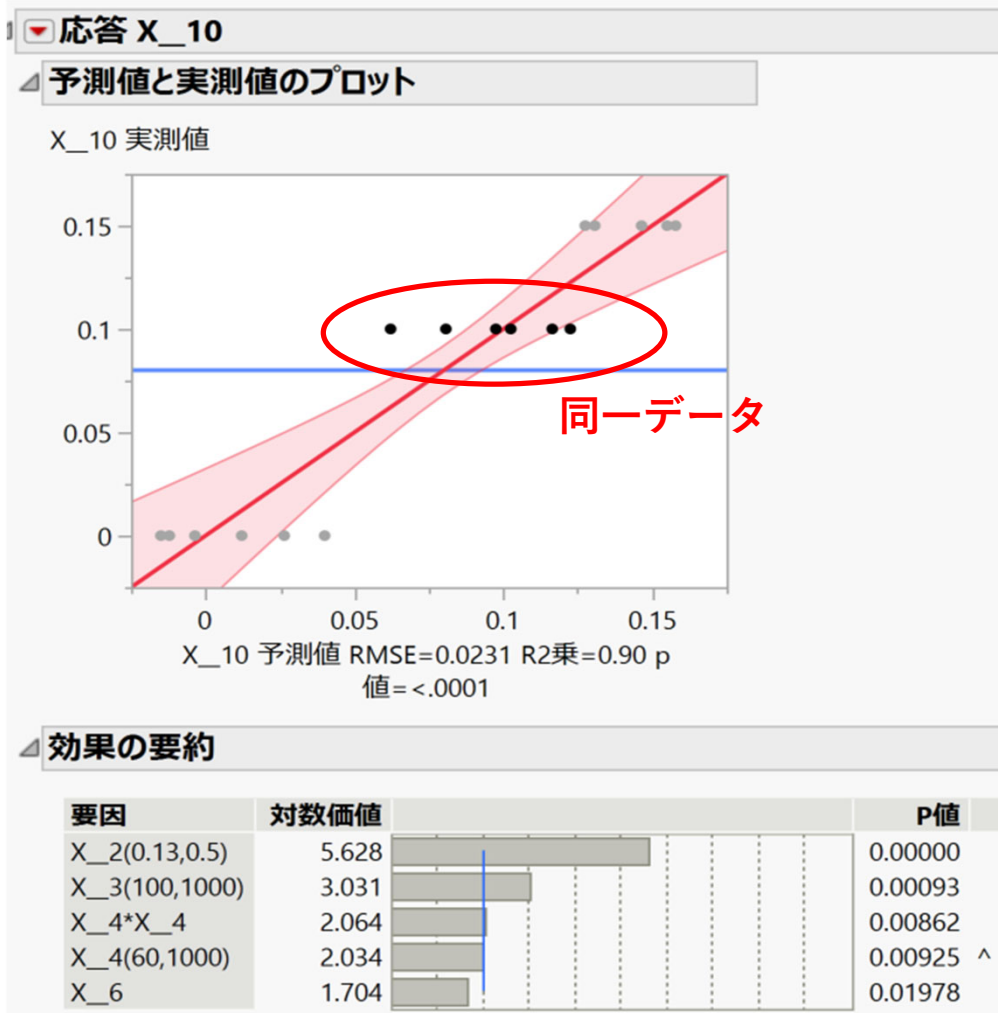 応答 X__10
予測値と実測値のプロット
X__10 実測値
0.15
0.1
同一データ
0.05
0
0 0.05 0.1 0.15
X__10 予測値 RMSE=0.0231 R2乗=0.90 p
値=<.0001
効果の要約
要因 対数価値 P値
X__2(0.13,0.5) 5.628 0.00000
X__3(100,1000) 3.031 0.00093
X__4*X__4 2.064 0.00862
X__4(60,1000) 2.034 0.00925 ^
X__6 1.704 0.01978